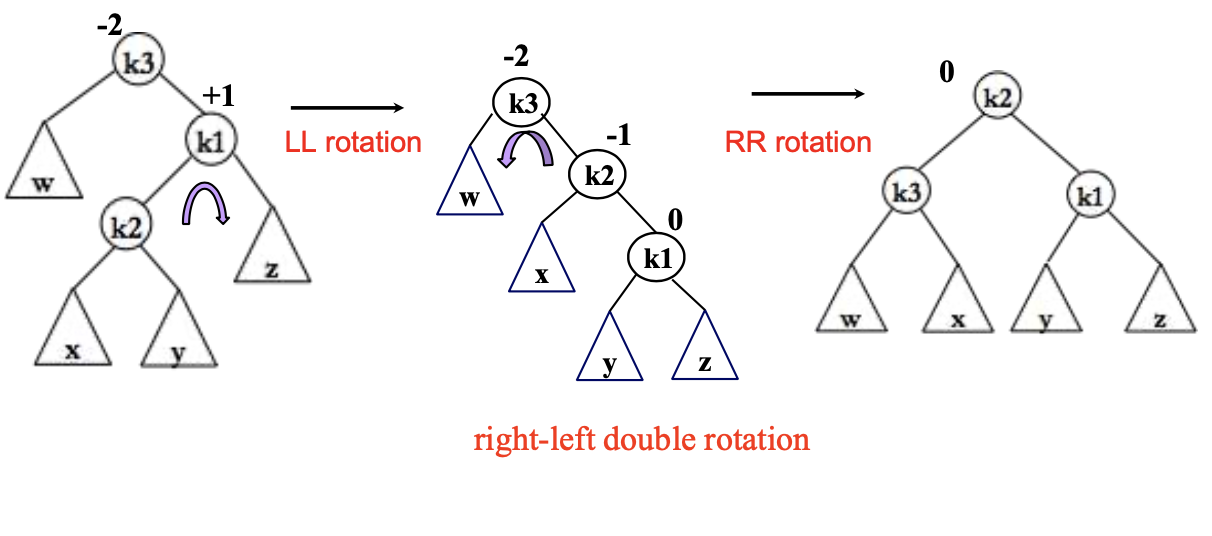 -2
k3
+1
k1
w
k2
z
x
y
LL rotation
-2
k3
-1
k2
w
0
k1
x
y
z
RR rotation
0
k2
k3
k1
w
x
y
z
right-left double rotation